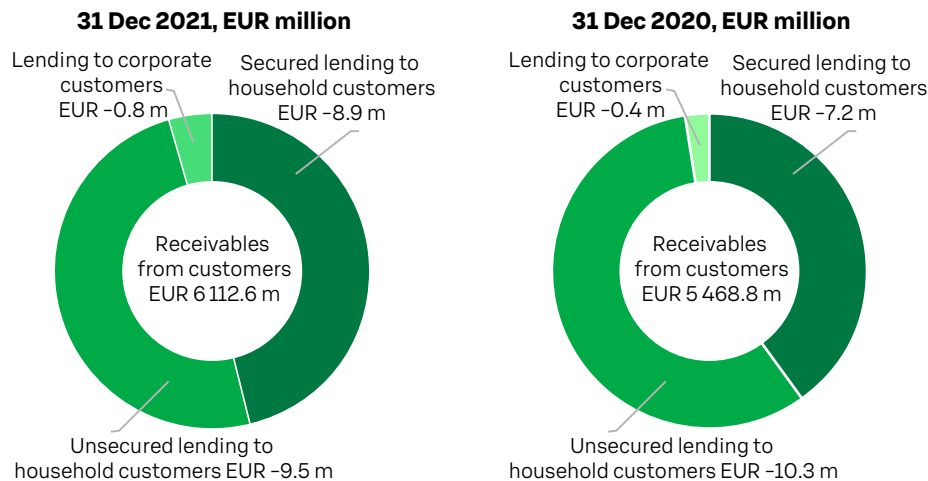 31 Dec 2021, EUR million
Lending to corporate
customers
EUR –0.8 m
Secured lending to
household customers
EUR –8.9 m
Receivables
from customers
EUR 6 112.6 m
Unsecured lending to
household customers EUR –9.5 m
31 Dec 2020, EUR million
Lending to corporate
customers
EUR –0.4 m
Secured lending to
household customers
EUR –7.2 m
Receivables
from customers
EUR 5 468.8 m
Unsecured lending to
household customers EUR –10.3 m